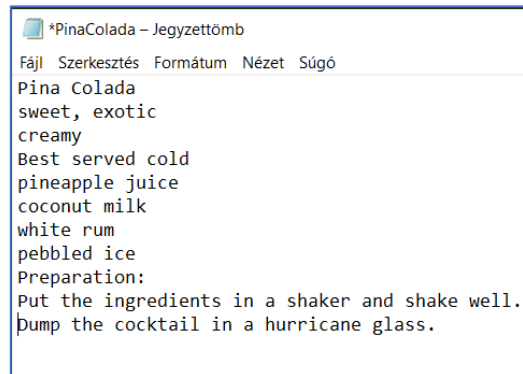 *PinaColada – Jegyzettömb
Fájl Szerkesztés Formátum Nézet Súgó
Pina Colada
sweet, exotic
creamy
Best served cold
pineapple juice
coconut milk
white rum
pebbled ice
Preparation:
Put the ingredients in a shaker and shake well.
Dump the cocktail in a hurricane glass.